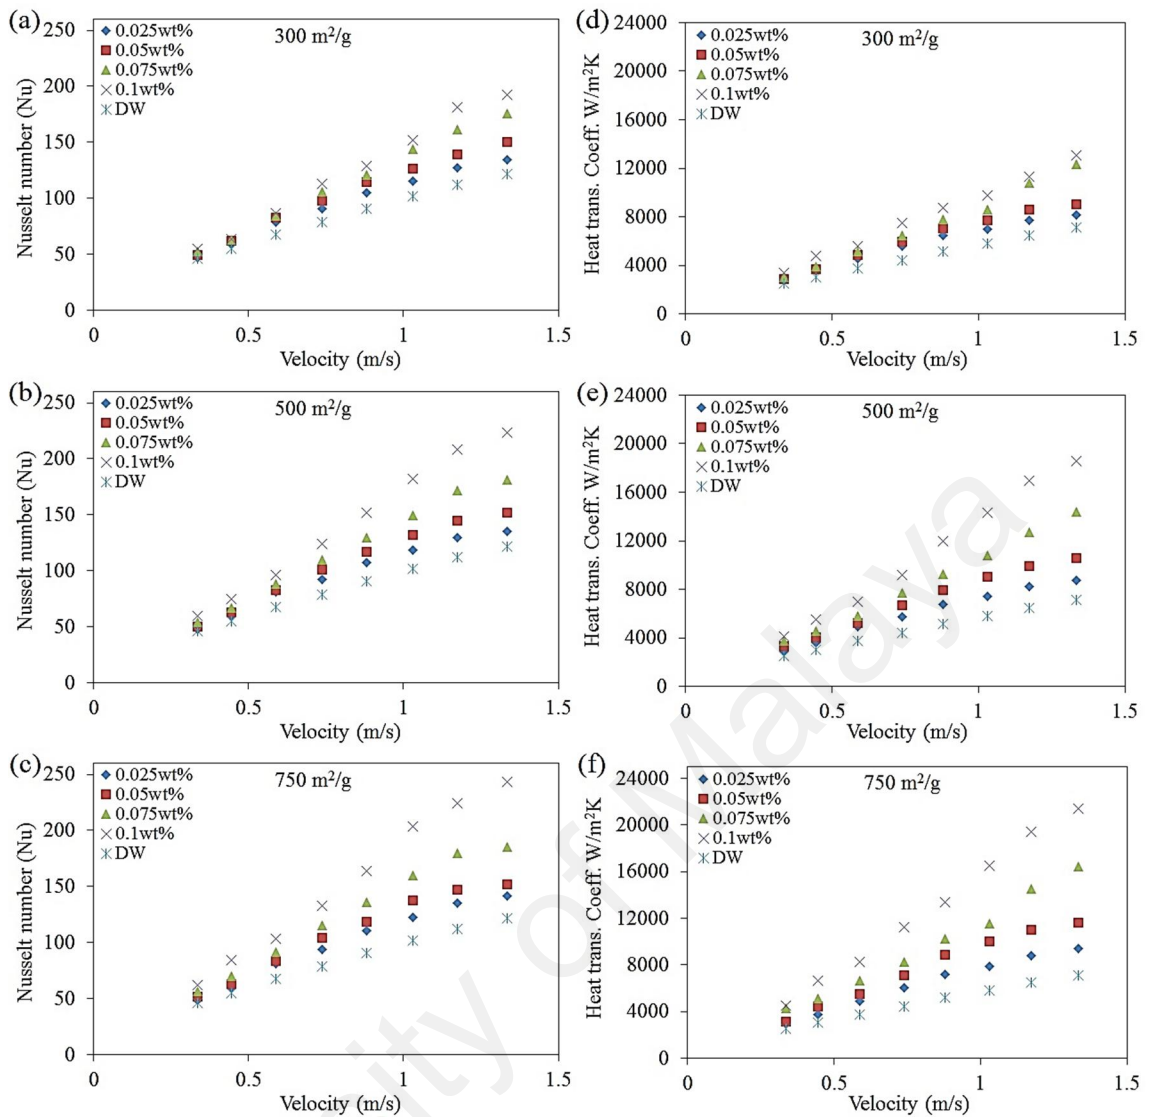 (a)
300 m²/g
250
200
150
100
50
0
Nusselt number (Nu)
0.025wt%
0.05wt%
0.075wt%
0.1wt%
DW
0
0.5
1
1.5
Velocity (m/s)
(d)
300 m²/g
24000
20000
16000
12000
8000
4000
0
Heat trans. Coeff. W/m²K
0.025wt%
0.05wt%
0.075wt%
0.1wt%
DW
0
0.5
1
1.5
Velocity (m/s)
(b)
500 m²/g
250
200
150
100
50
0
Nusselt number (Nu)
0.025wt%
0.05wt%
0.075wt%
0.1wt%
DW
0
0.5
1
1.5
Velocity (m/s)
(e)
500 m²/g
24000
20000
16000
12000
8000
4000
0
Heat trans. Coeff. W/m²K
0.025wt%
0.05wt%
0.075wt%
0.1wt%
DW
0
0.5
1
1.5
Velocity (m/s)
(c)
750 m²/g
250
200
150
100
50
0
Nusselt number (Nu)
0.025wt%
0.05wt%
0.075wt%
0.1wt%
DW
0
0.5
1
1.5
Velocity (m/s)
(f)
750 m²/g
24000
20000
16000
12000
8000
4000
0
Heat trans. Coeff. W/m²K
0.025wt%
0.05wt%
0.075wt%
0.1wt%
DW
0
0.5
1
1.5
Velocity (m/s)
of Malaya